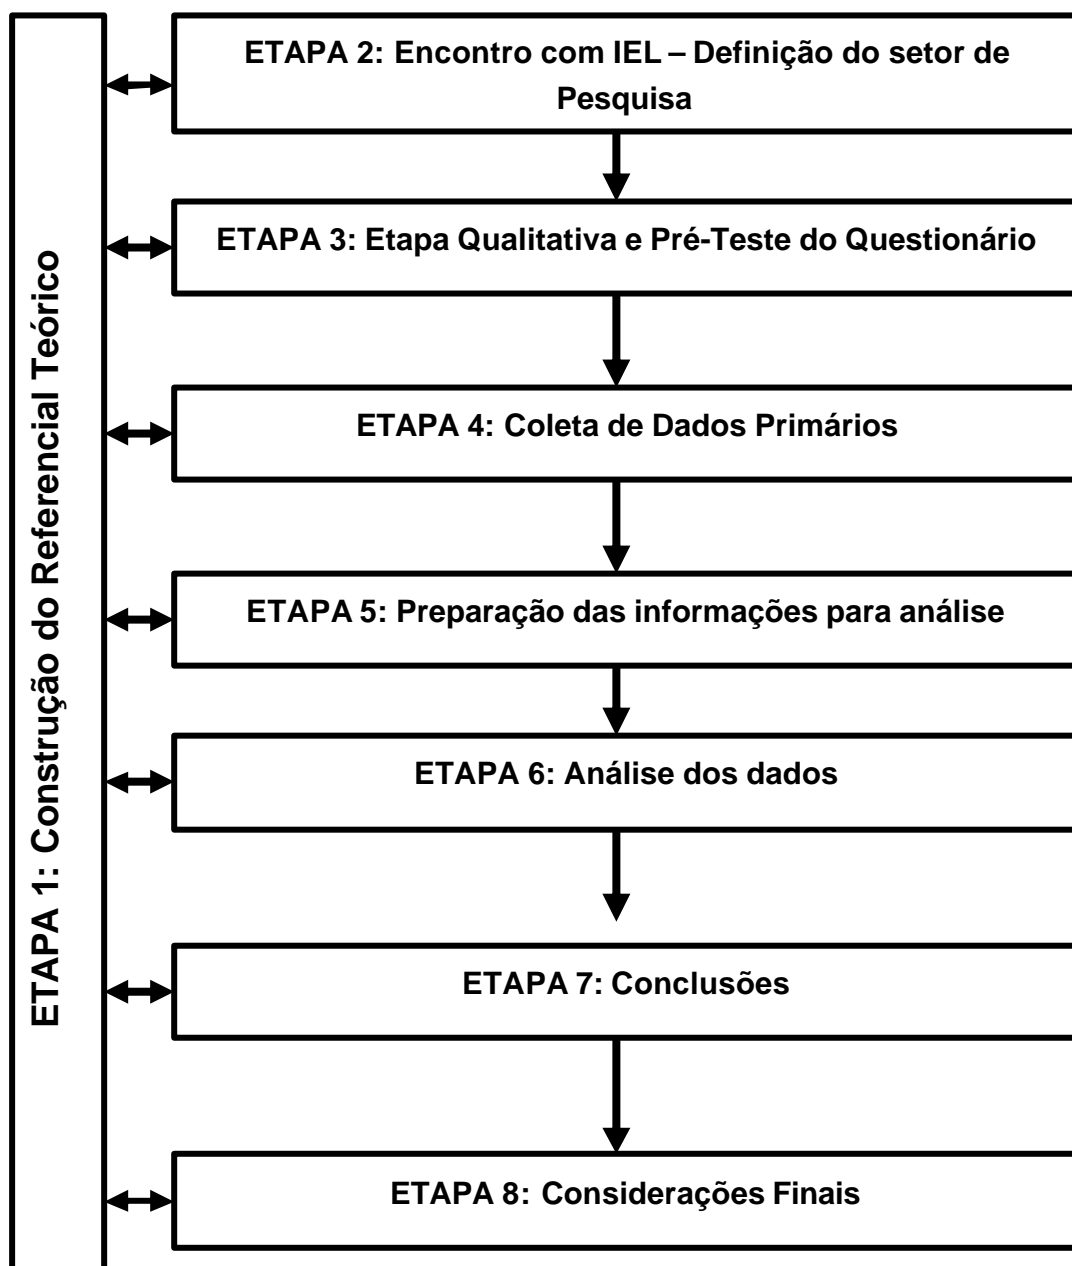 ETAPA 1: Construção do Referencial Teórico
ETAPA 2: Encontro com IEL – Definição do setor de
Pesquisa
ETAPA 3: Etapa Qualitativa e Pré-Teste do Questionário
ETAPA 4: Coleta de Dados Primários
ETAPA 5: Preparação das informações para análise
ETAPA 6: Análise dos dados
ETAPA 7: Conclusões
ETAPA 8: Considerações Finais